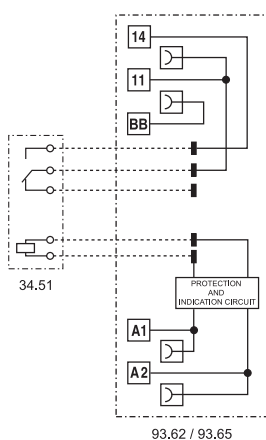 14
11
BB
34.51
PROTECTION
AND
INDICATION CIRCUIT
A1
A2
93.62 / 93.65